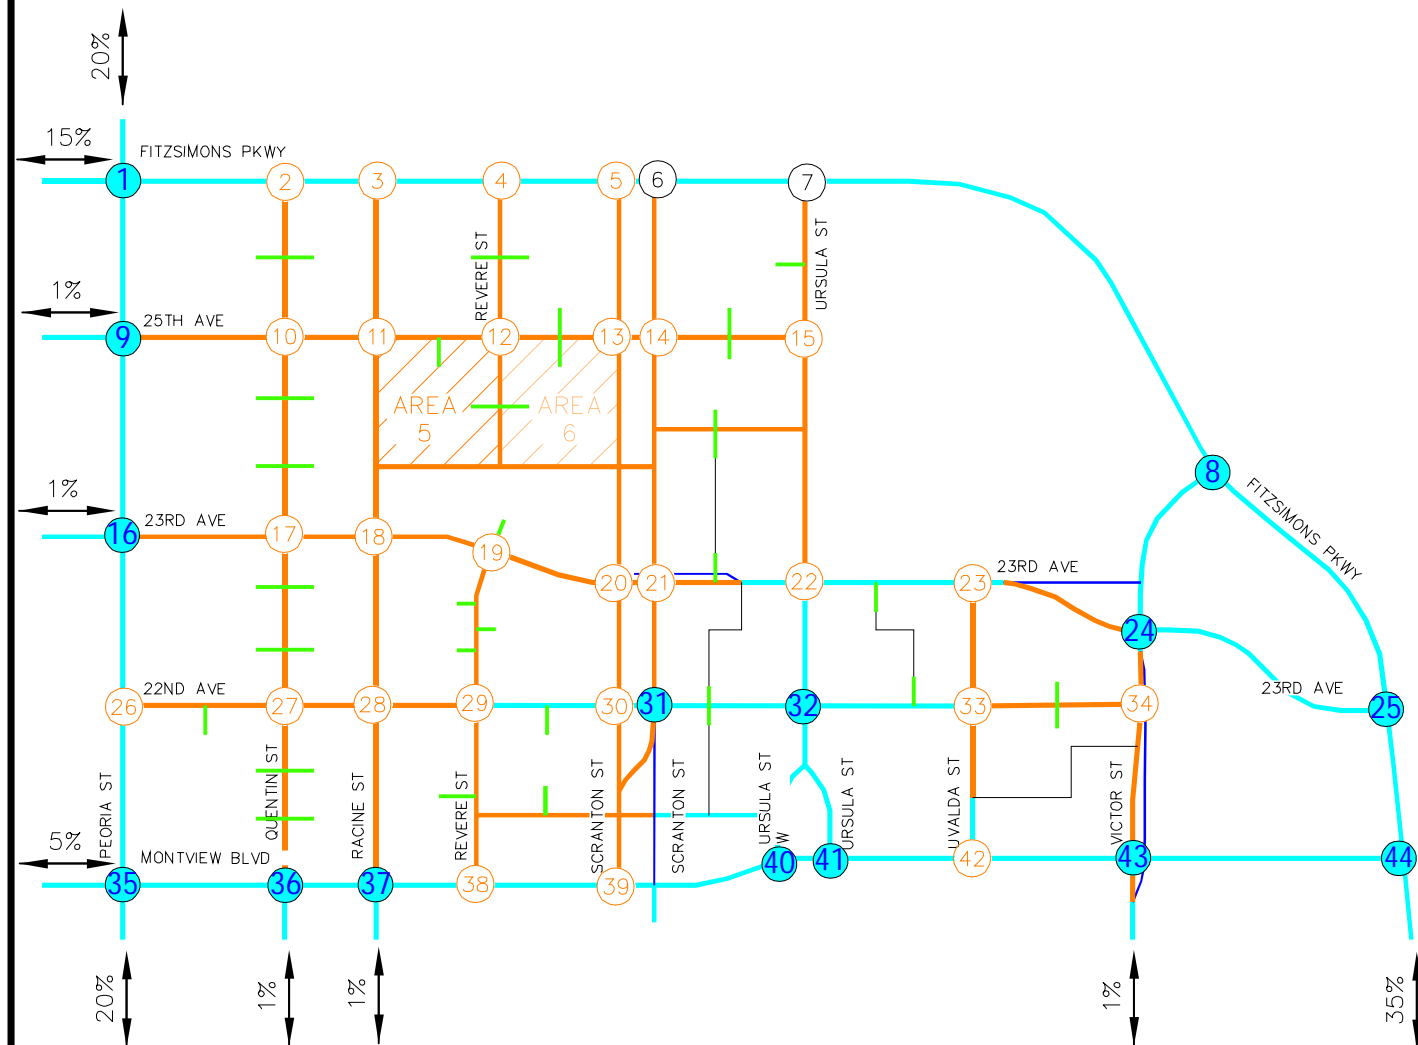 20%
15%
FITZSIMONS PKWY
1 2 3 4 5 6 7
REVERE ST
URSULA ST
1%
25TH AVE
9 10 11 12 13 14 15
AREA
5
AREA
6
8
FITZSIMONS PKWY
1%
23RD AVE
16 17 18 19 20 21 22 23
23RD AVE
24
22ND AVE
26 27 28 29 30 31 32 33 34
23RD AVE
25
PEORIA ST
QUENTIN ST
RACINE ST
REVERE ST
SCRANTON ST
SCRANTON ST
URSULA ST
W
URSULA ST
UVALDA ST
VICTOR ST
5%
MONTVIEW BLVD
35 36 37 38 39 40 41 42 43 44
20%
1%
1%
1%
35%